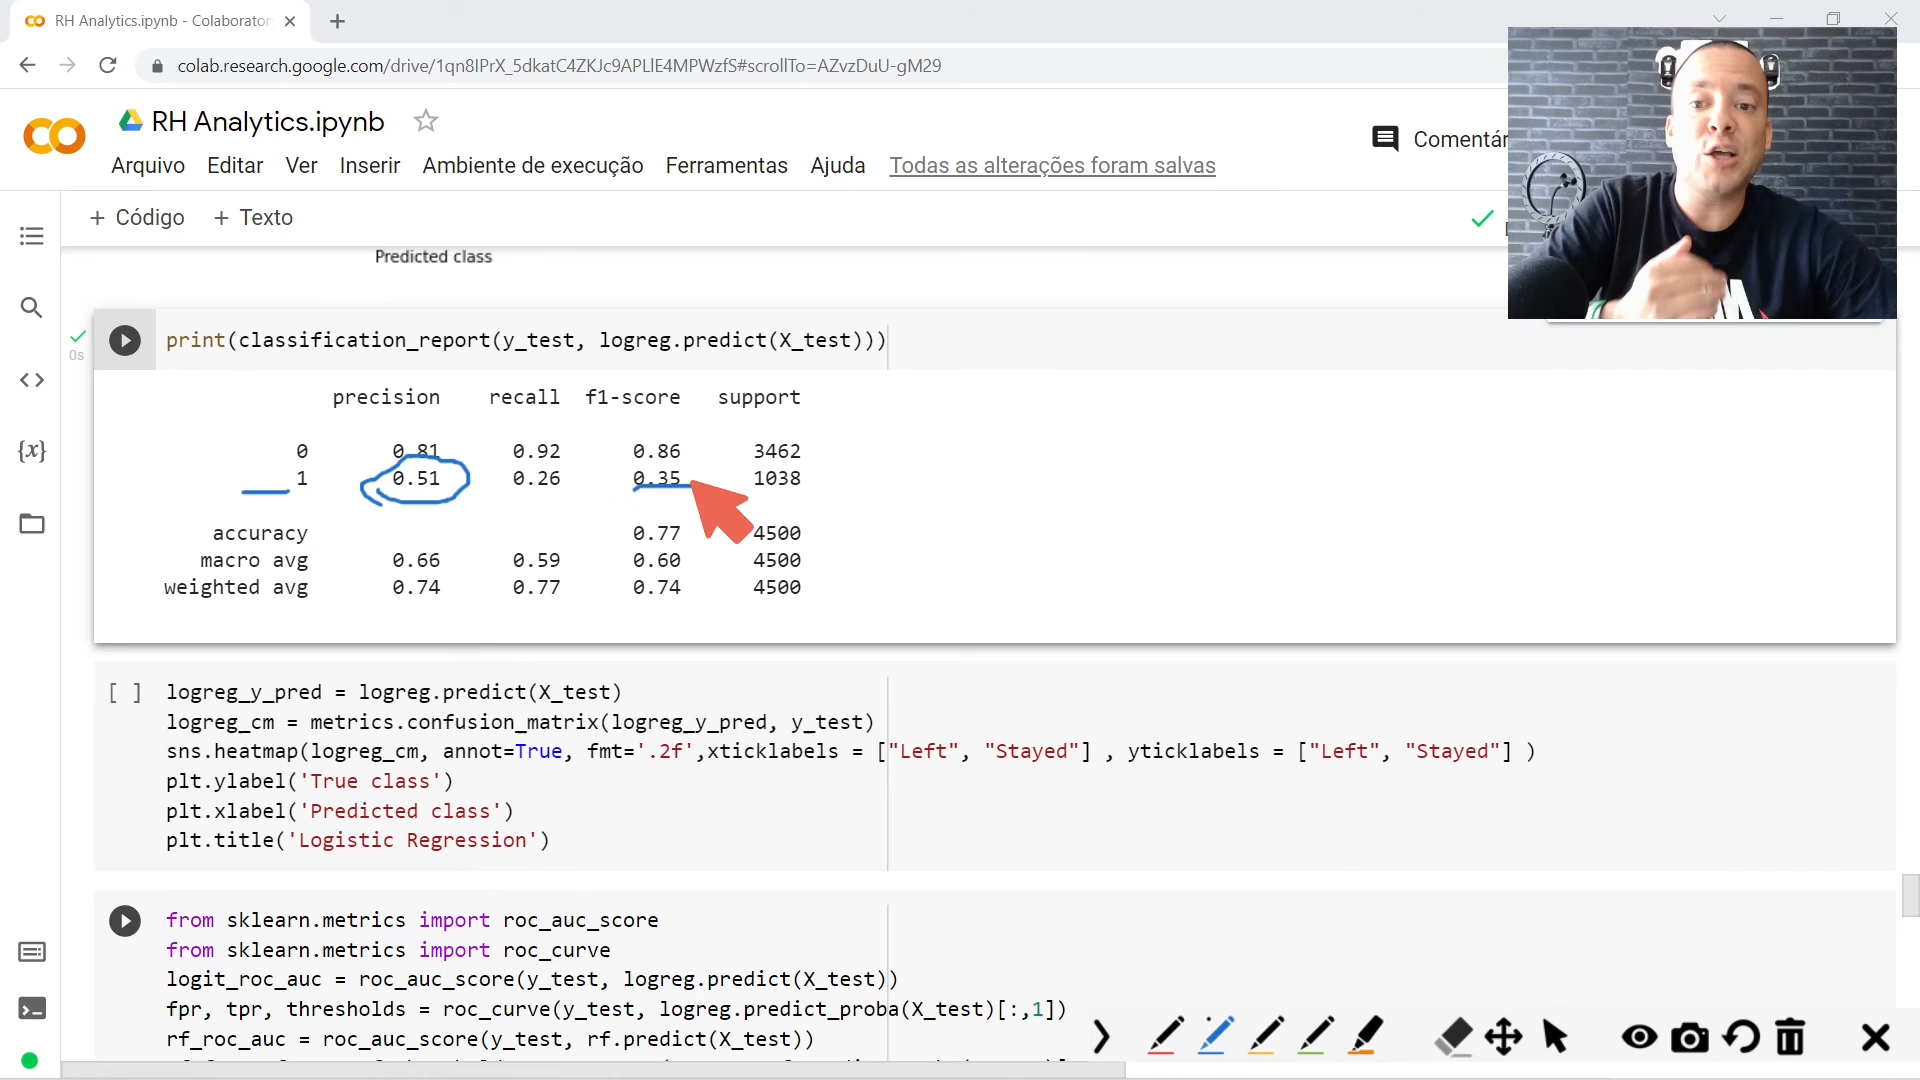 RH Analytics.ipynb - Colaborator
colab.research.google.com/drive/1qn8IPrX_5dkatC4ZKJc9APLlE4MPWzfS#scrollTo=AZvzDuU-gM29
RH Analytics.ipynb
Comentár
Arquivo Editar Ver Inserir Ambiente de execução Ferramentas Ajuda Todas as alterações foram salvas
+ Código + Texto
Predicted class
print(classification_report(y_test, logreg.predict(X_test)))
0s
precision recall f1-score support
0 0.81 0.92 0.86 3462
1 0.51 0.26 0.35 1038
accuracy 0.77 4500
macro avg 0.66 0.59 0.60 4500
weighted avg 0.74 0.77 0.74 4500
[ ] logreg_y_pred = logreg.predict(X_test)
logreg_cm = metrics.confusion_matrix(logreg_y_pred, y_test)
sns.heatmap(logreg_cm, annot=True, fmt='.2f',xticklabels = ["Left", "Stayed"] , yticklabels = ["Left", "Stayed"] )
plt.ylabel('True class')
plt.xlabel('Predicted class')
plt.title('Logistic Regression')
from sklearn.metrics import roc_auc_score
from sklearn.metrics import roc_curve
logit_roc_auc = roc_auc_score(y_test, logreg.predict(X_test))
fpr, tpr, thresholds = roc_curve(y_test, logreg.predict_proba(X_test)[:,1])
rf_roc_auc = roc_auc_score(y_test, rf.predict(X_test))